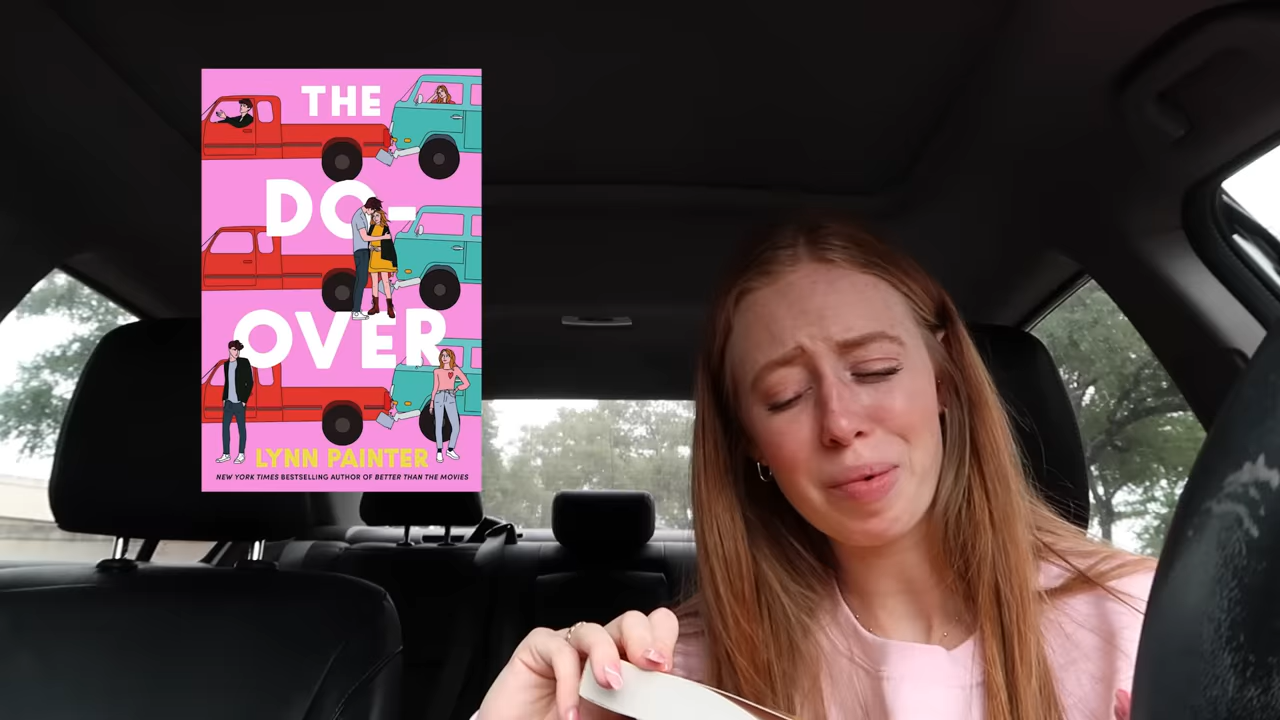 THE
DO-
OVER
LYNN PAINTER
NEW YORK TIMES BESTSELLING AUTHOR OF BETTER THAN THE MOVIES